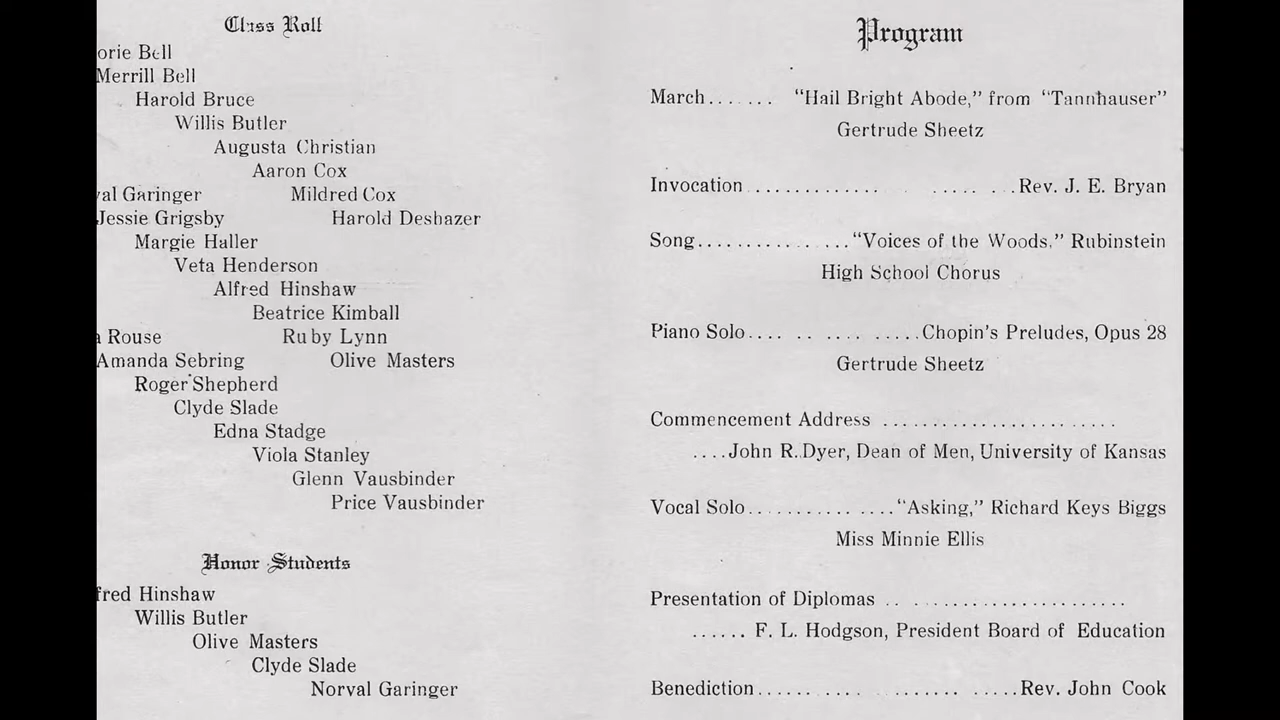 Class Roll
orie Bell
Merrill Bell
Harold Bruce
Willis Butler
Augusta Christian
Aaron Cox
val Garinger Mildred Cox
Jessie Grigsby Harold Deshazer
Margie Haller
Veta Henderson
Alfred Hinshaw
Beatrice Kimball
a Rouse Ruby Lynn
Amanda Sebring Olive Masters
Roger Shepherd
Clyde Slade
Edna Stadge
Viola Stanley
Glenn Vausbinder
Price Vausbinder
Honor Students
fred Hinshaw
Willis Butler
Olive Masters
Clyde Slade
Norval Garinger
Program
March....... "Hail Bright Abode," from "Tannhauser"
Gertrude Sheetz
Invocation ............. ..... . ...Rev. J. E. Bryan
Song.......... . ... ...."Voices of the Woods," Rubinstein
High School Chorus
Piano Solo.... .. .... ......Chopin's Preludes, Opus 28
Gertrude Sheetz
Commencement Address .......................
....John R. Dyer, Dean of Men, University of Kansas
Vocal Solo............ ...."Asking," Richard Keys Biggs
Miss Minnie Ellis
Presentation of Diplomas .. .......................
...... F. L. Hodgson, President Board of Education
Benediction....... ... ........ .....Rev. John Cook